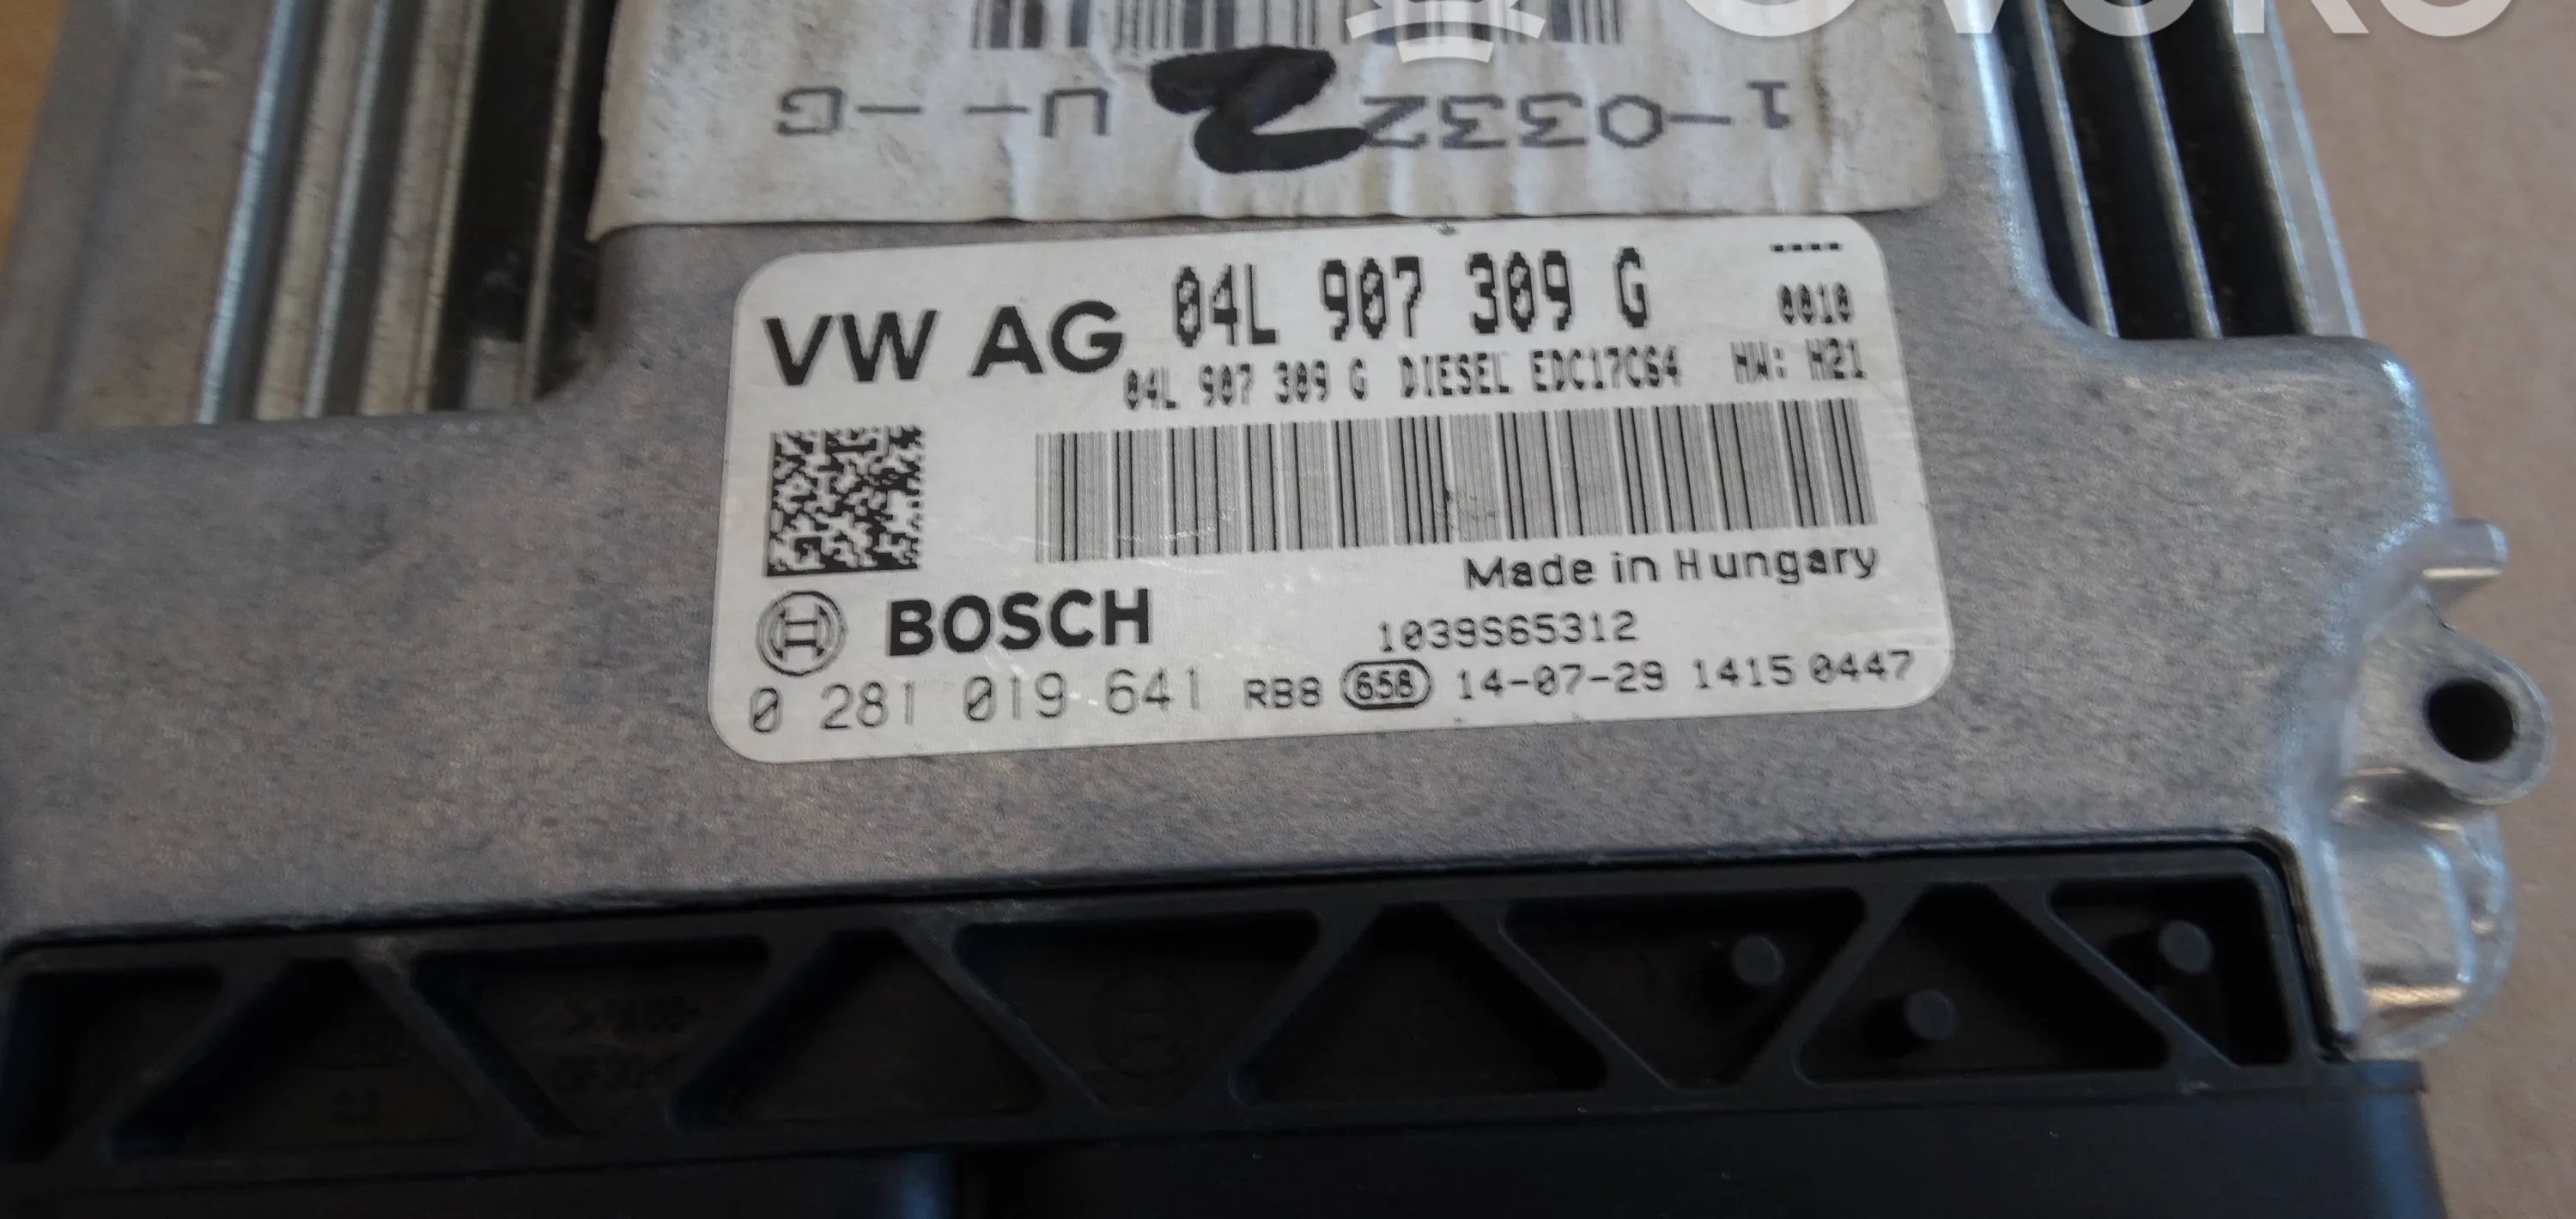 1-0332 U- -G
VW AG 04L 907 309 G ----
0010
04L 907 309 G DIESEL EDC17C64 HW: H21
Made in Hungary
BOSCH
1039S65312
0 281 019 641 RB8 658 14-07-29 1415 0447